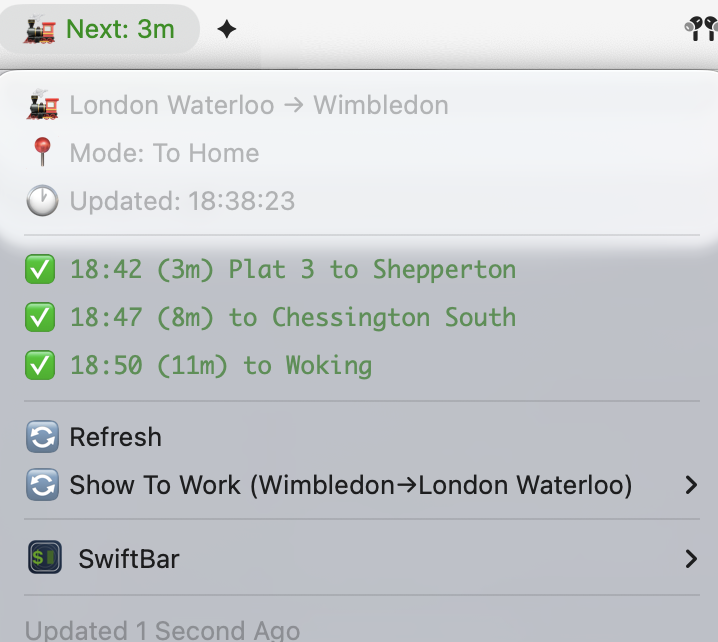 Next: 3m
London Waterloo → Wimbledon
Mode: To Home
Updated: 18:38:23
18:42 (3m) Plat 3 to Shepperton
18:47 (8m) to Chessington South
18:50 (11m) to Woking
Refresh
Show To Work (Wimbledon→London Waterloo)
$ SwiftBar
Updated 1 Second Ago